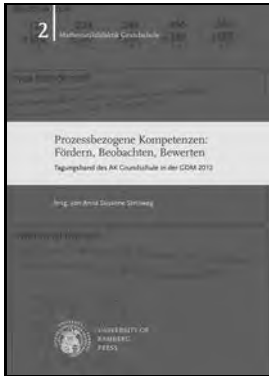 2
Mathematikdidaktik Grundschule
Prozessbezogene Kompetenzen:
Fördern, Beobachten, Bewerten
Tagungsband des AK Grundschule in der GDM 2012
hrsg. von Anna Susanne Steinweg
UNIVERSITY OF
BAMBERG
PRESS